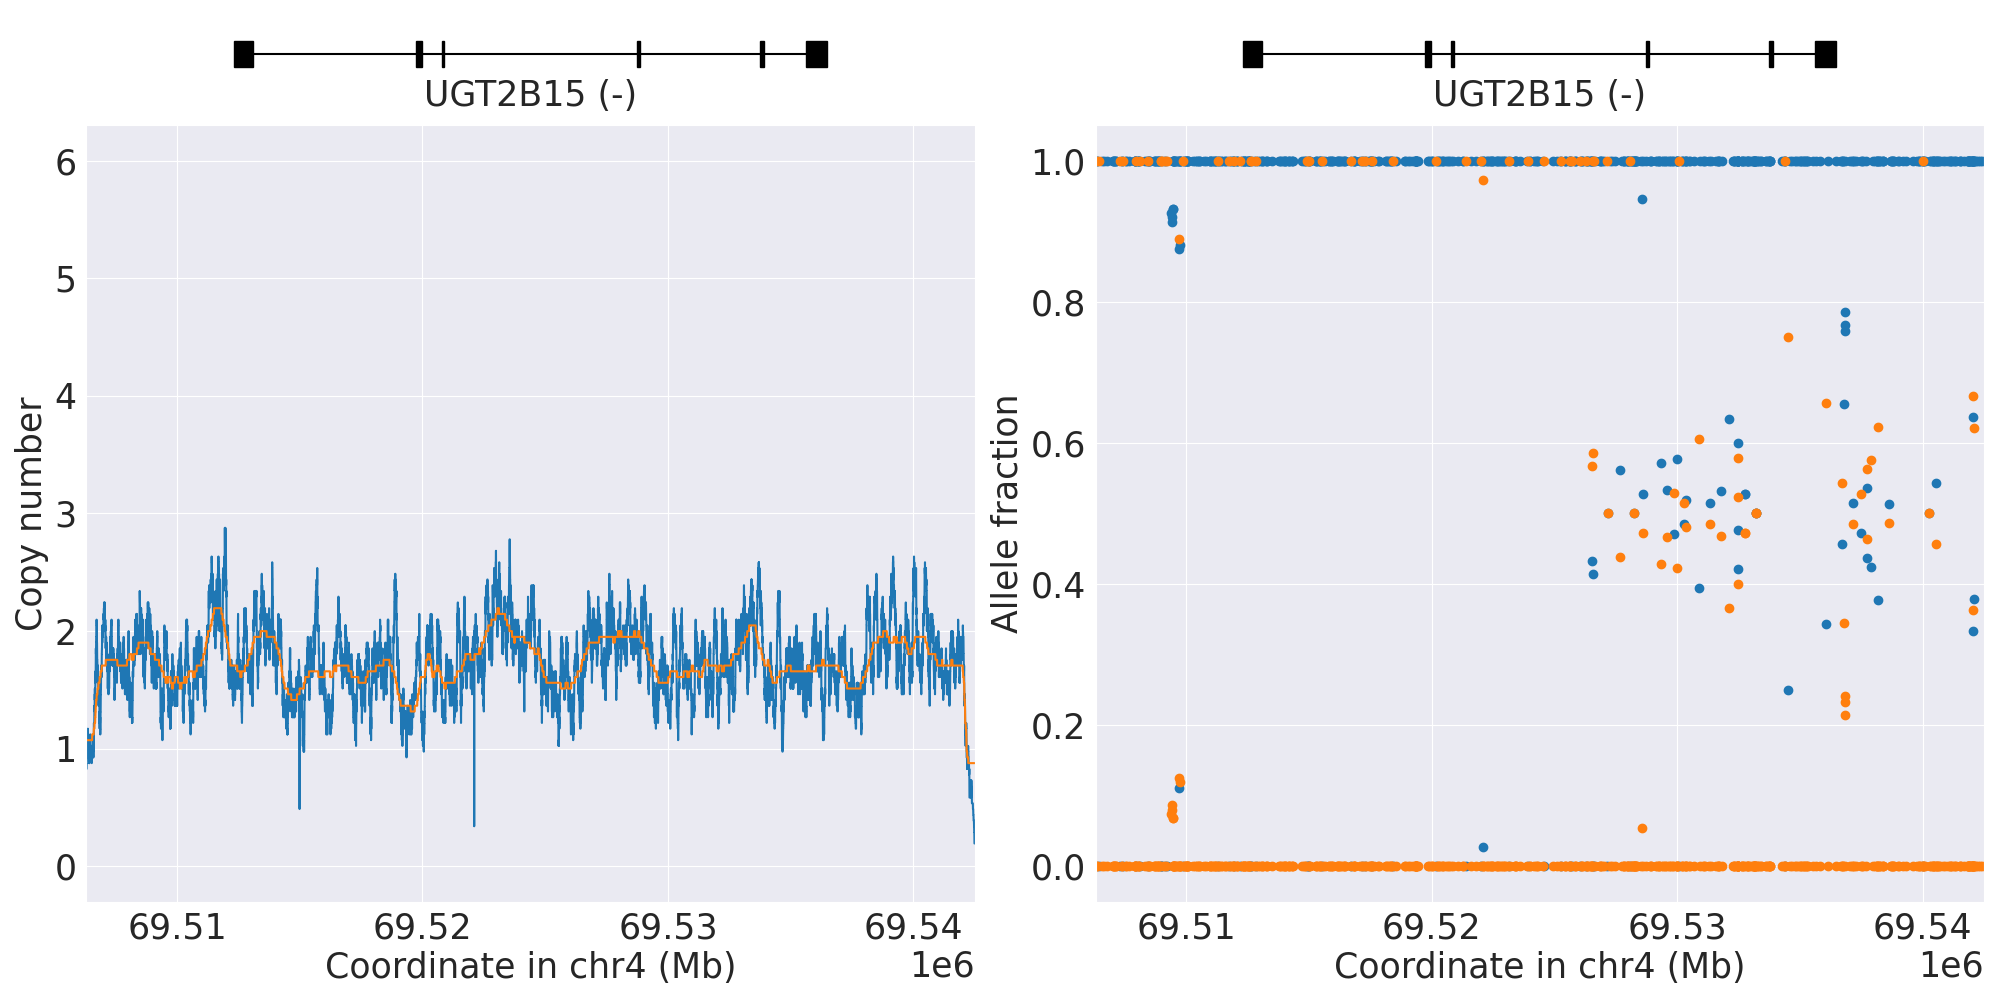 UGT2B15 (-)
UGT2B15 (-)
6
5
4
3
2
1
0
Copy number
69.51
69.52
69.53
69.54
Coordinate in chr4 (Mb)
1e6
1.0
0.8
0.6
0.4
0.2
0.0
Allele fraction
69.51
69.52
69.53
69.54
Coordinate in chr4 (Mb)
1e6